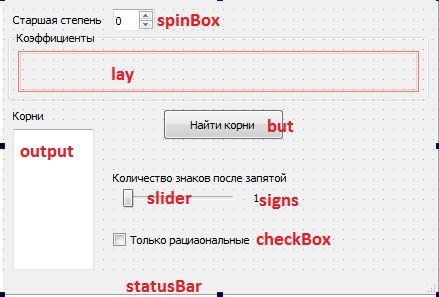 Старшая степень 0 spinBox
Коэффициенты
lay
Корни
Найти корни but
output
Количество знаков после запятой
slider 1 signs
Только рациаональные checkBox
statusBar